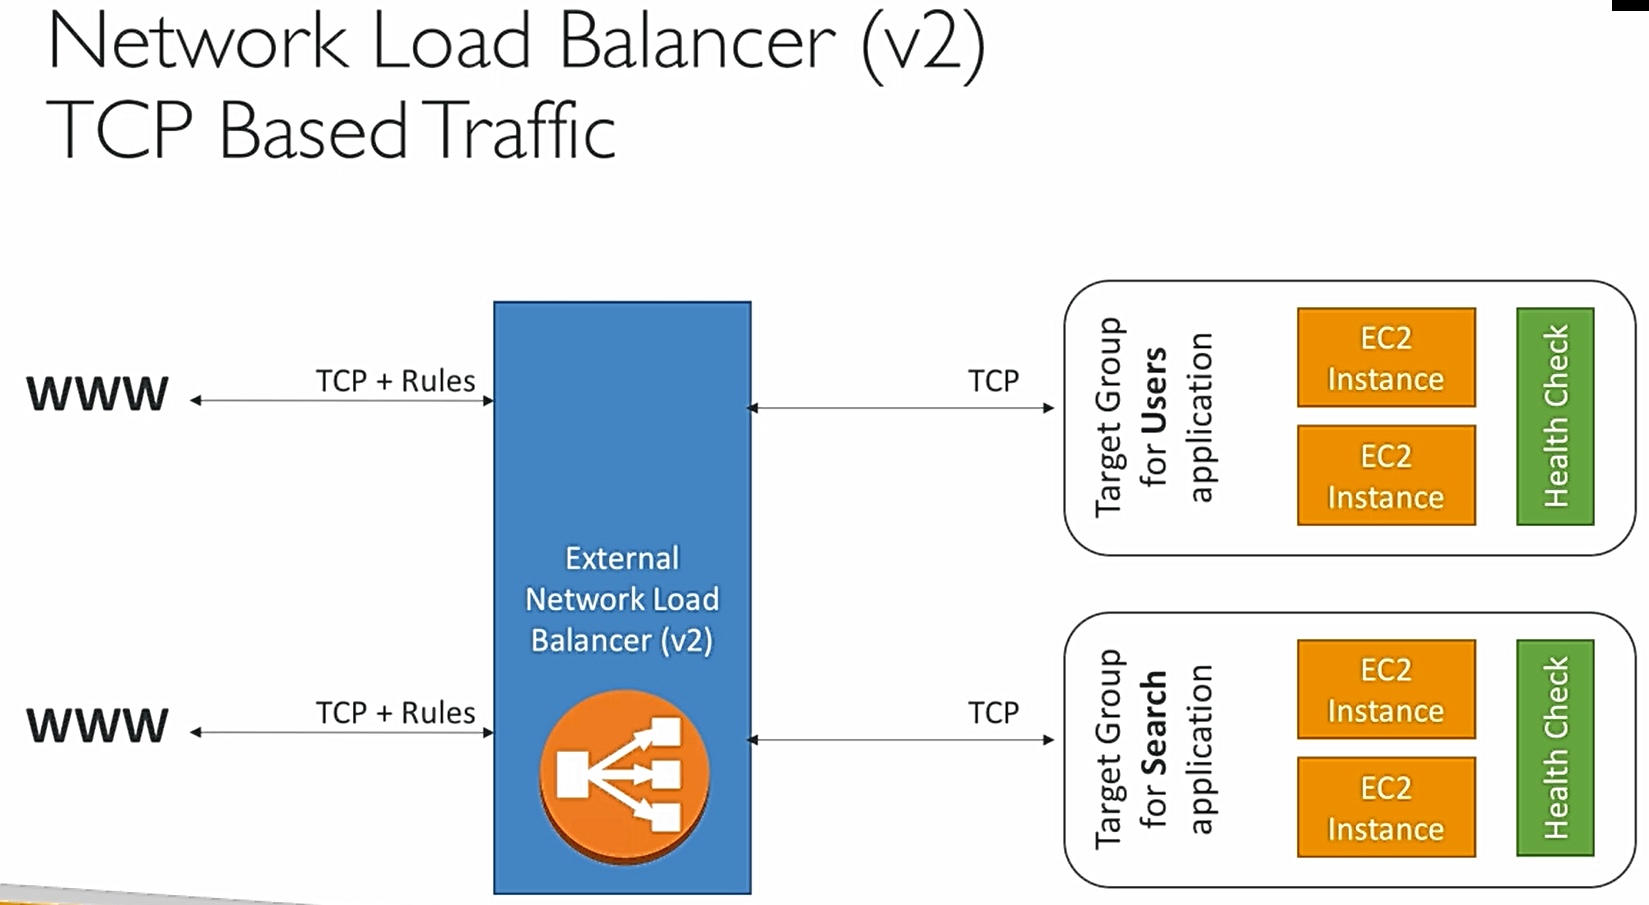 Network Load Balancer (v2)
TCP Based Traffic
WWW
TCP + Rules
External
Network Load
Balancer (v2)
TCP
Target Group
for Users
application
EC2
Instance
EC2
Instance
Health Check
WWW
TCP + Rules
TCP
Target Group
for Search
application
EC2
Instance
EC2
Instance
Health Check